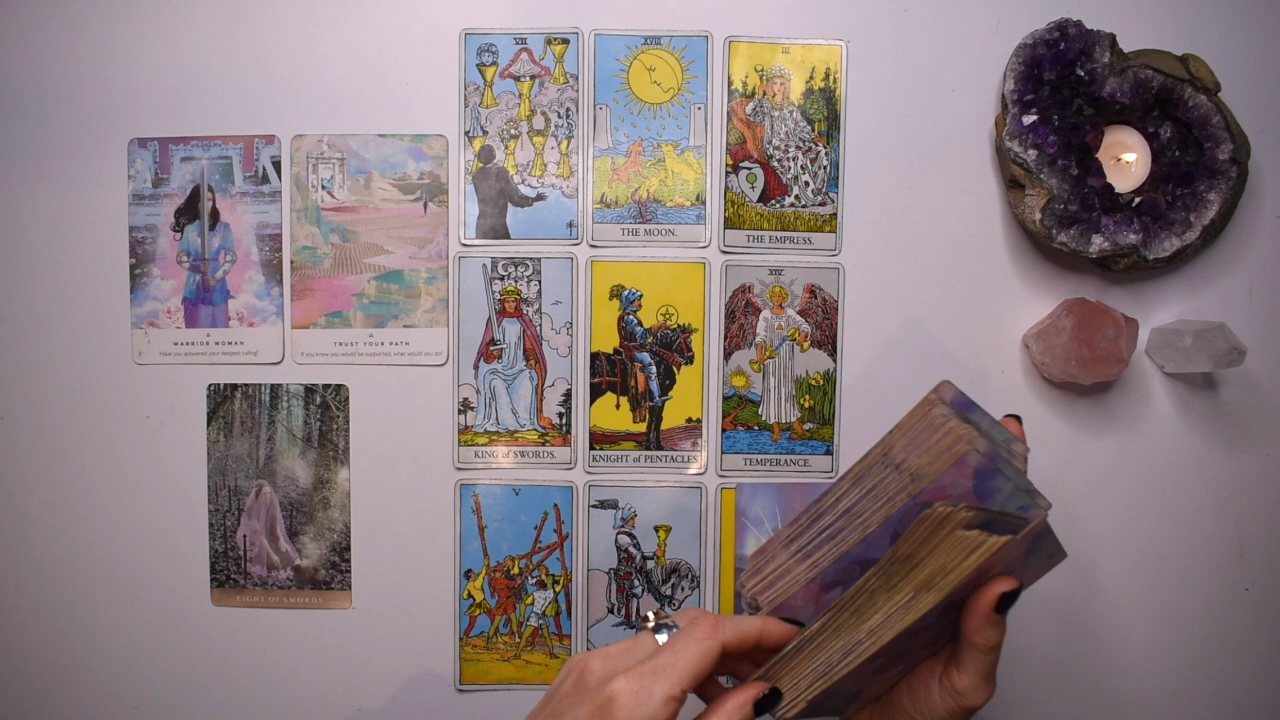 VII
XVIII
THE MOON.
III
THE EMPRESS.
WARRIOR WOMAN
Have you answered your deepest calling?
TRUST YOUR PATH
If you knew you would be supported, what would you do?
KING of SWORDS.
KNIGHT of PENTACLES
XIV
TEMPERANCE.
EIGHT OF SWORDS
V